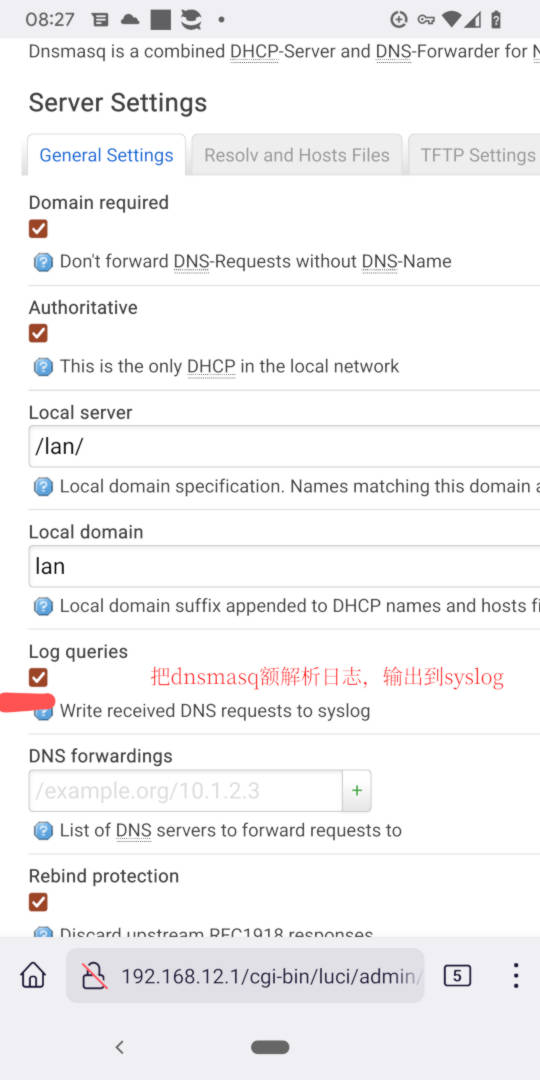 08:27
Dnsmasq is a combined DHCP-Server and DNS-Forwarder for N
Server Settings
General Settings Resolv and Hosts Files TFTP Settings
Domain required
Don't forward DNS-Requests without DNS-Name
Authoritative
This is the only DHCP in the local network
Local server
/lan/
Local domain specification. Names matching this domain a
Local domain
lan
Local domain suffix appended to DHCP names and hosts fi
Log queries
把dnsmasq额解析日志，输出到syslog
Write received DNS requests to syslog
DNS forwardings
/example.org/10.1.2.3 +
List of DNS servers to forward requests to
Rebind protection
Discard upstream RFC1918 responses
192.168.12.1/cgi-bin/luci/admin/ 5